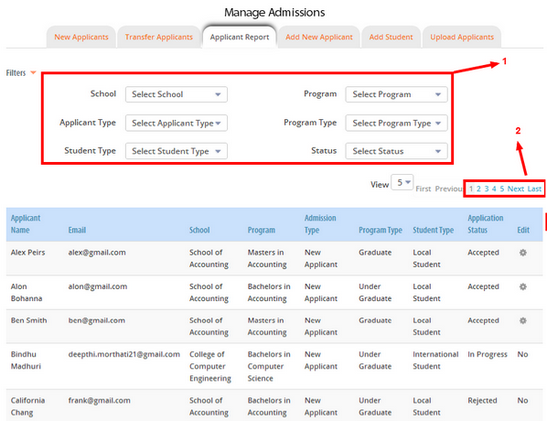 Manage Admissions
New Applicants Transfer Applicants Applicant Report Add New Applicant Add Student Upload Applicants
1
Filters
School Select School Program Select Program
Applicant Type Select Applicant Type Program Type Select Program Type
Student Type Select Student Type Status Select Status
2
View 5 First Previous 1 2 3 4 5 Next Last
Applicant Admission Application
Name Email School Program Type Program Type Student Type Status Edit
Alex Peirs alex@gmail.com School of Masters in New Graduate Local Accepted
Accounting Accounting Applicant Student
Alon alon@gmail.com School of Bachelors in New Under Local Accepted
Bohanna Accounting Accounting Applicant Graduate Student
Ben Smith ben@gmail.com School of Masters in New Graduate Local Accepted
Accounting Accounting Applicant Student
Bindhu deepthi.morthati21@gmail.com College of Bachelors in New Under International In Progress No
Madhuri Computer Computer Applicant Graduate Student
Engineering Science
California frank@gmail.com School of Bachelors in New Under Local Rejected No
Chang Accounting Accounting Applicant Graduate Student